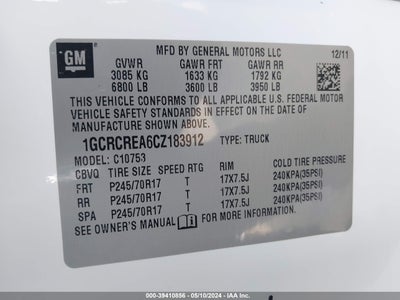 GM
MFD BY GENERAL MOTORS LLC 12/11
GVWR GAWR FRT GAWR RR
3085 KG 1633 KG 1792 KG
6800 LB 3600 LB 3950 LB
THIS VEHICLE CONFORMS TO ALL APPLICABLE U.S. FEDERAL MOTOR
VEHICLE SAFETY STANDARDS IN EFFECT ON THE DATE OF
MANUFACTURE SHOWN ABOVE.
1GCRCREA6CZ183912 TYPE: TRUCK
C10753
CBVQ TIRE SIZE SPEED RTG RIM COLD TIRE PRESSURE
FRT P245/70R17 T 17X7.5J 240KPA(35PSI)
RR P245/70R17 T 17X7.5J 240KPA(35PSI)
SPA P245/70R17 T 17X7.5J 240KPA(35PSI)
SEE OWNER'S MANUAL FOR MORE INFORMATION.
000-39410856 - 05/10/2024 - IAAI.com